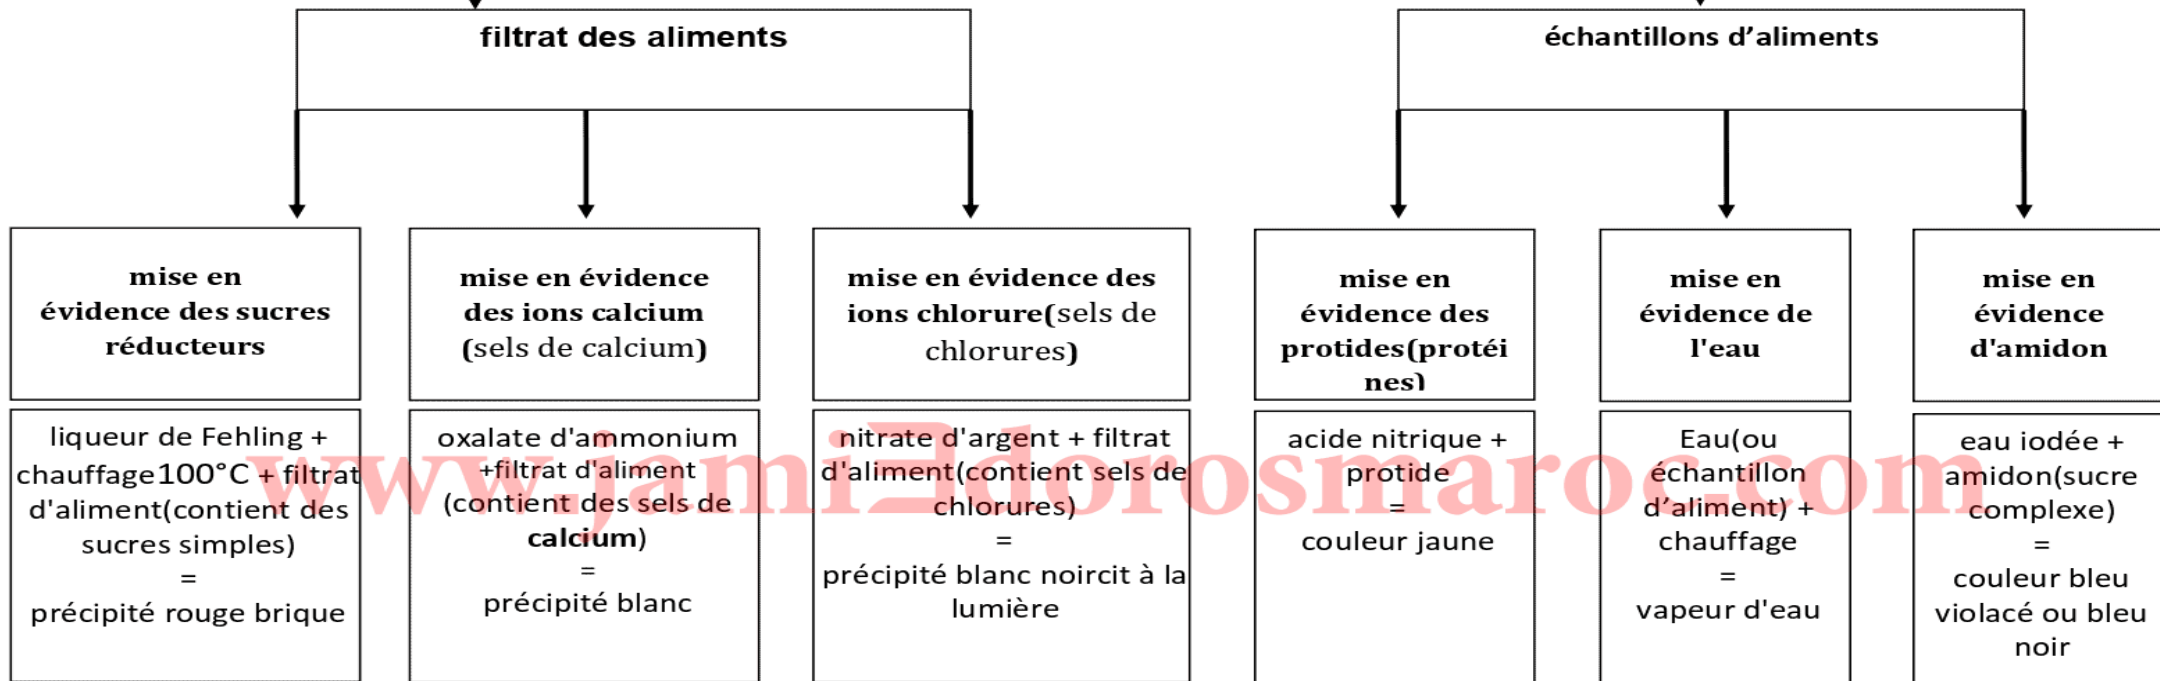 filtrat des aliments
échantillons d’aliments
mise en
évidence des sucres
réducteurs
mise en évidence
des ions calcium
(sels de calcium)
mise en évidence des
ions chlorure(sels de
chlorures)
mise en
évidence des
protides(protéi
nes)
mise en
évidence de
l'eau
mise en
évidence
d'amidon
liqueur de Fehling +
chauffage100°C + filtrat
d'aliment(contient des
sucres simples)
=
précipité rouge brique
oxalate d'ammonium
+filtrat d'aliment
(contient des sels de
calcium)
=
précipité blanc
nitrate d'argent + filtrat
d'aliment(contient sels de
chlorures)
=
précipité blanc noircit à la
lumière
acide nitrique +
protide
=
couleur jaune
Eau(ou
échantillon
d’aliment) +
chauffage
=
vapeur d'eau
eau iodée +
amidon(sucre
complexe)
=
couleur bleu
violacé ou bleu
noir
www.jami3dorosmaroc.com